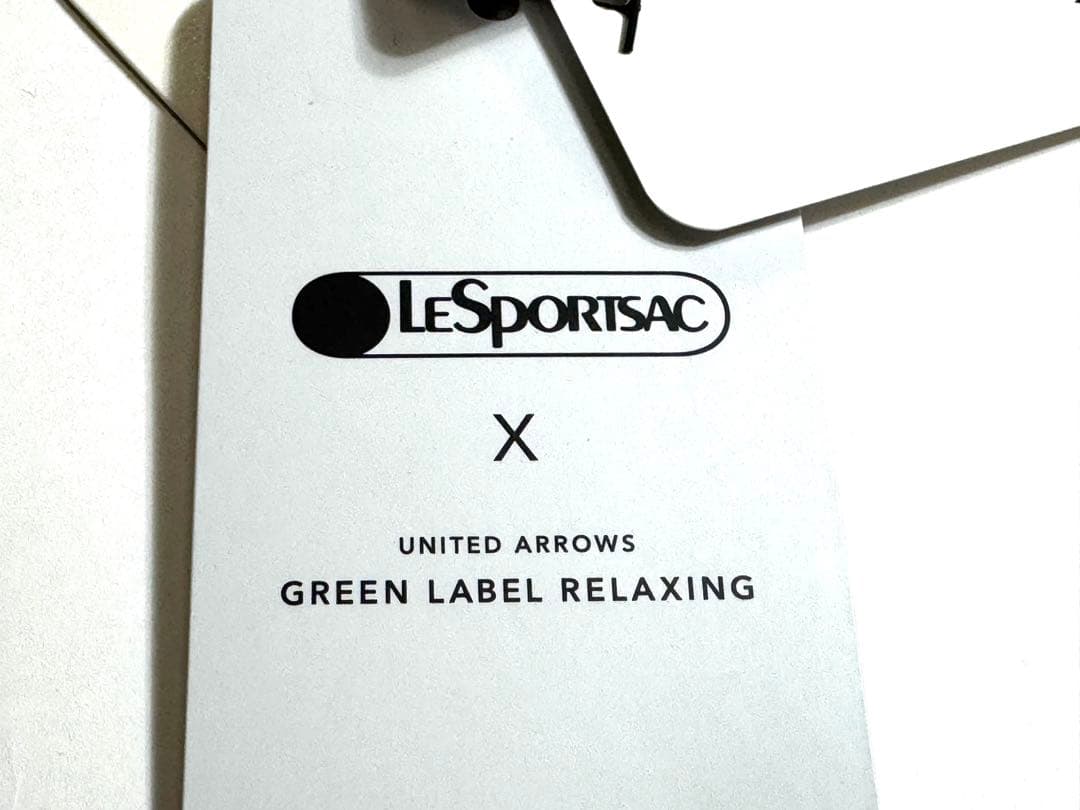 LESPORTSAC
X
UNITED ARROWS
GREEN LABEL RELAXING